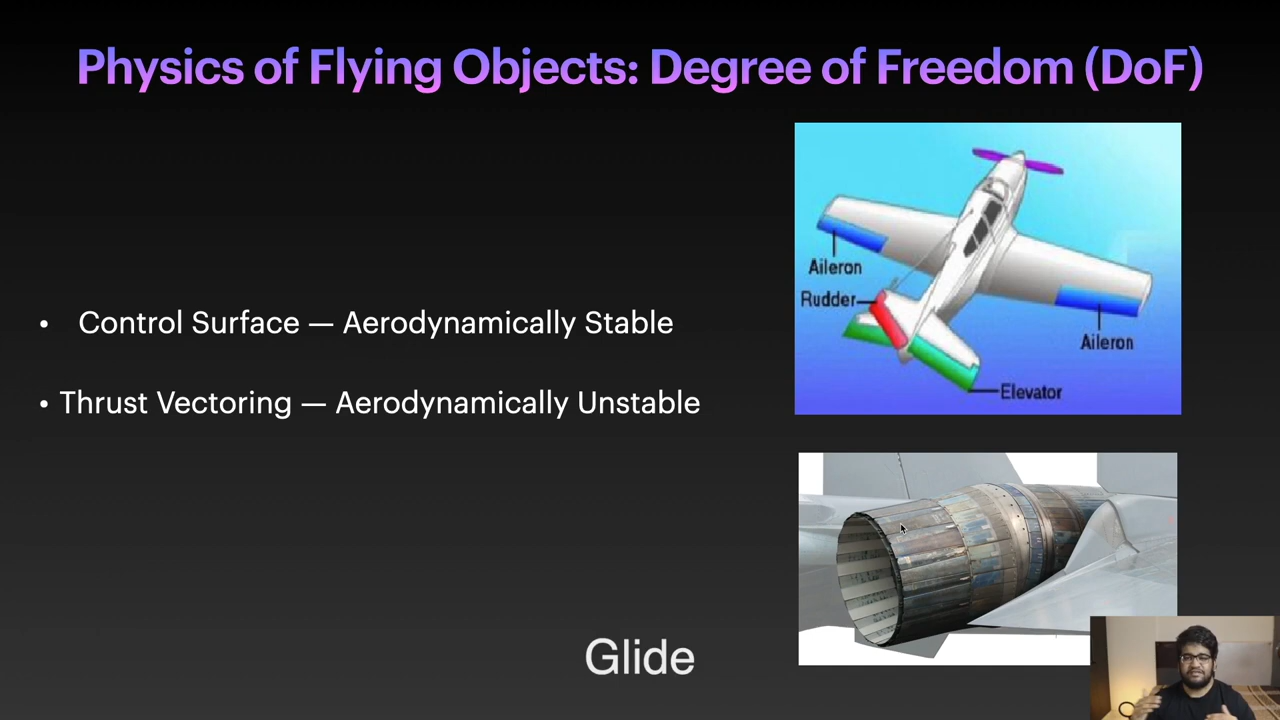 Physics of Flying Objects: Degree of Freedom (DoF)
• Control Surface — Aerodynamically Stable
• Thrust Vectoring — Aerodynamically Unstable
Aileron
Rudder
Aileron
Elevator
Glide